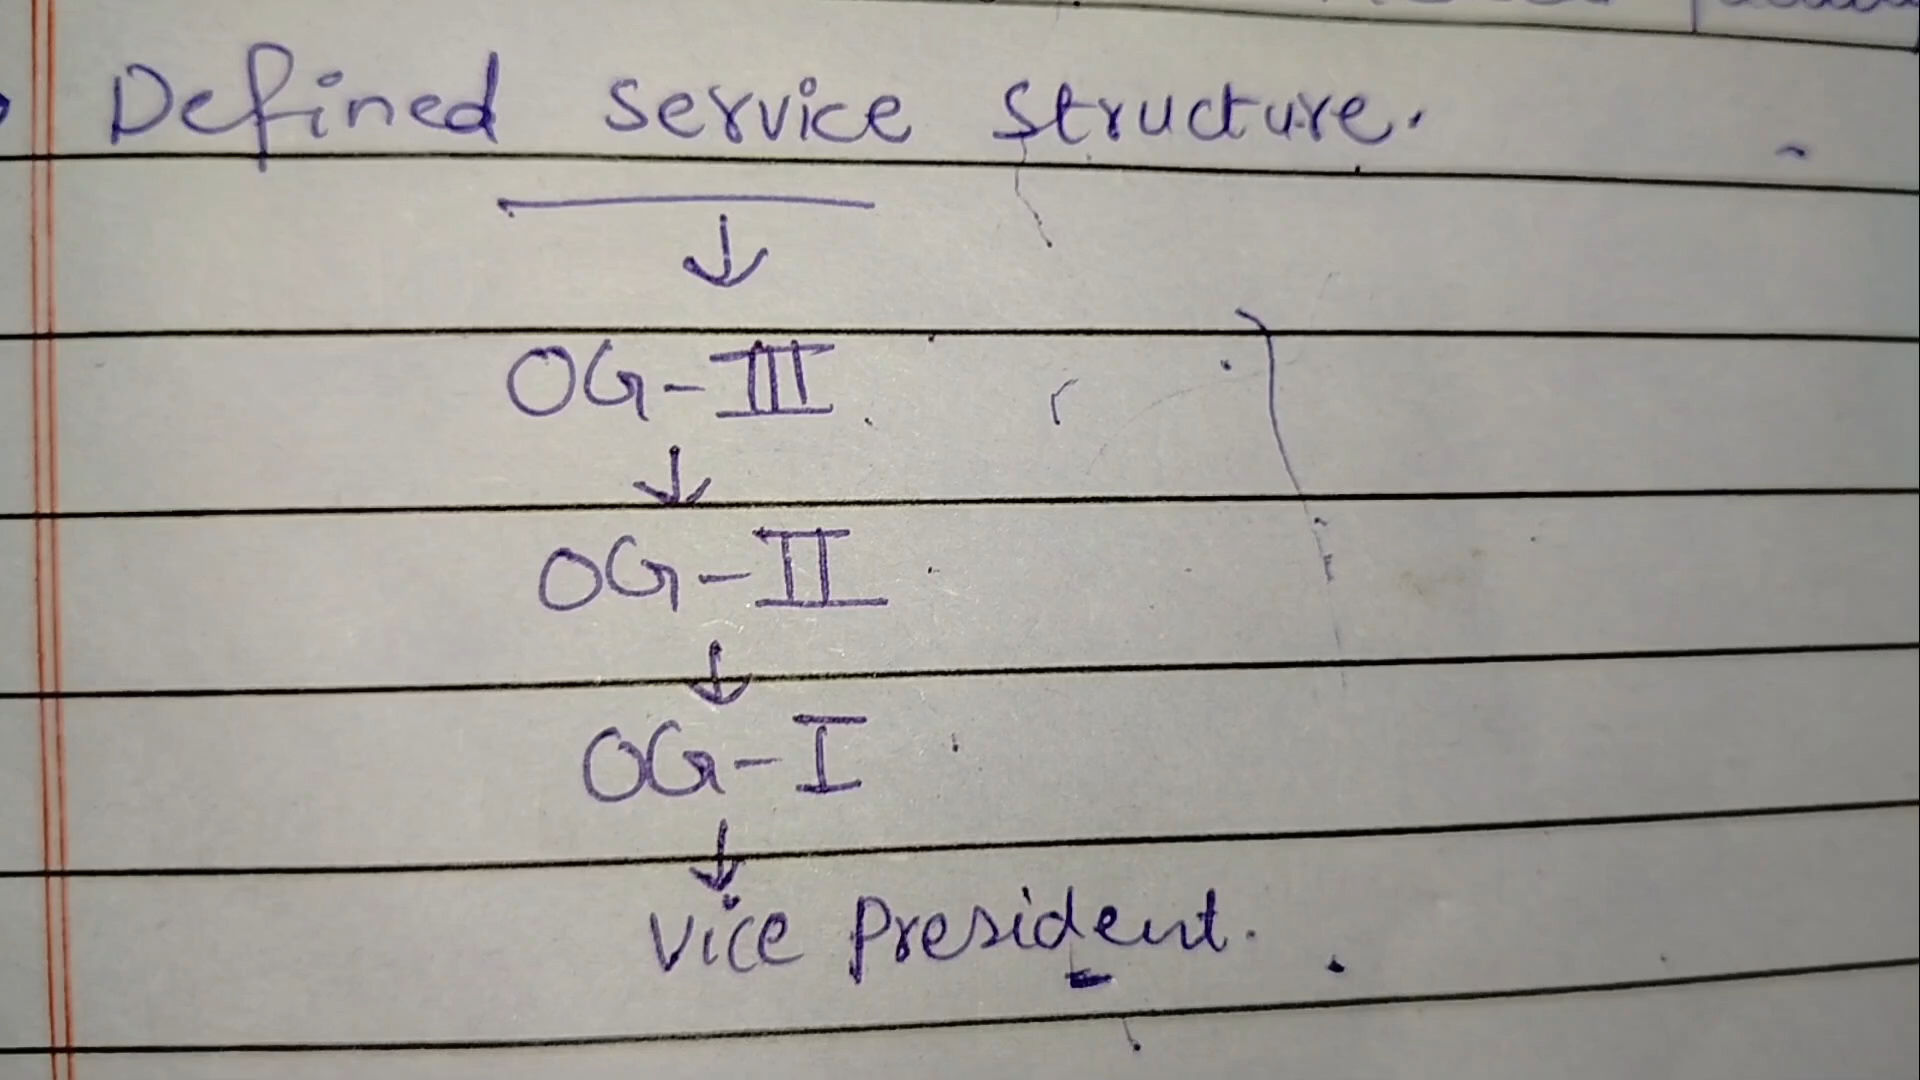 Defined service structure.
↓
OG-III
↓
OG-II
↓
OG-I
↓
Vice President.